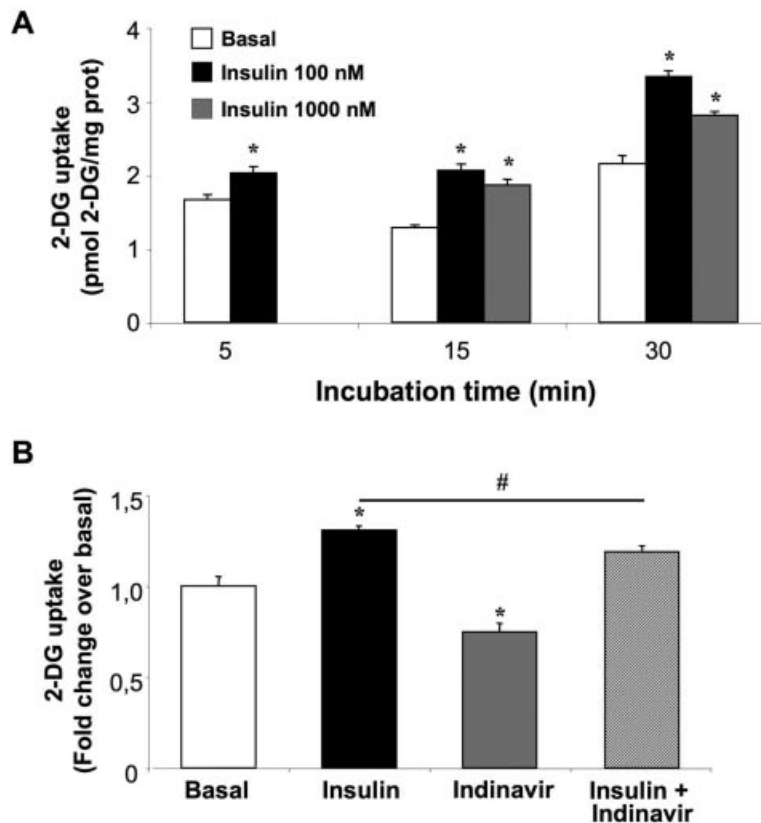 A
Basal
Insulin 100 nM
Insulin 1000 nM
2-DG uptake
(pmol 2-DG/mg prot)
4
3
2
1
0
*
*
*
*
*
5
15
30
Incubation time (min)
B
2-DG uptake
(Fold change over basal)
1,5
1,0
0,5
0
#
*
*
Basal
Insulin
Indinavir
Insulin +
Indinavir